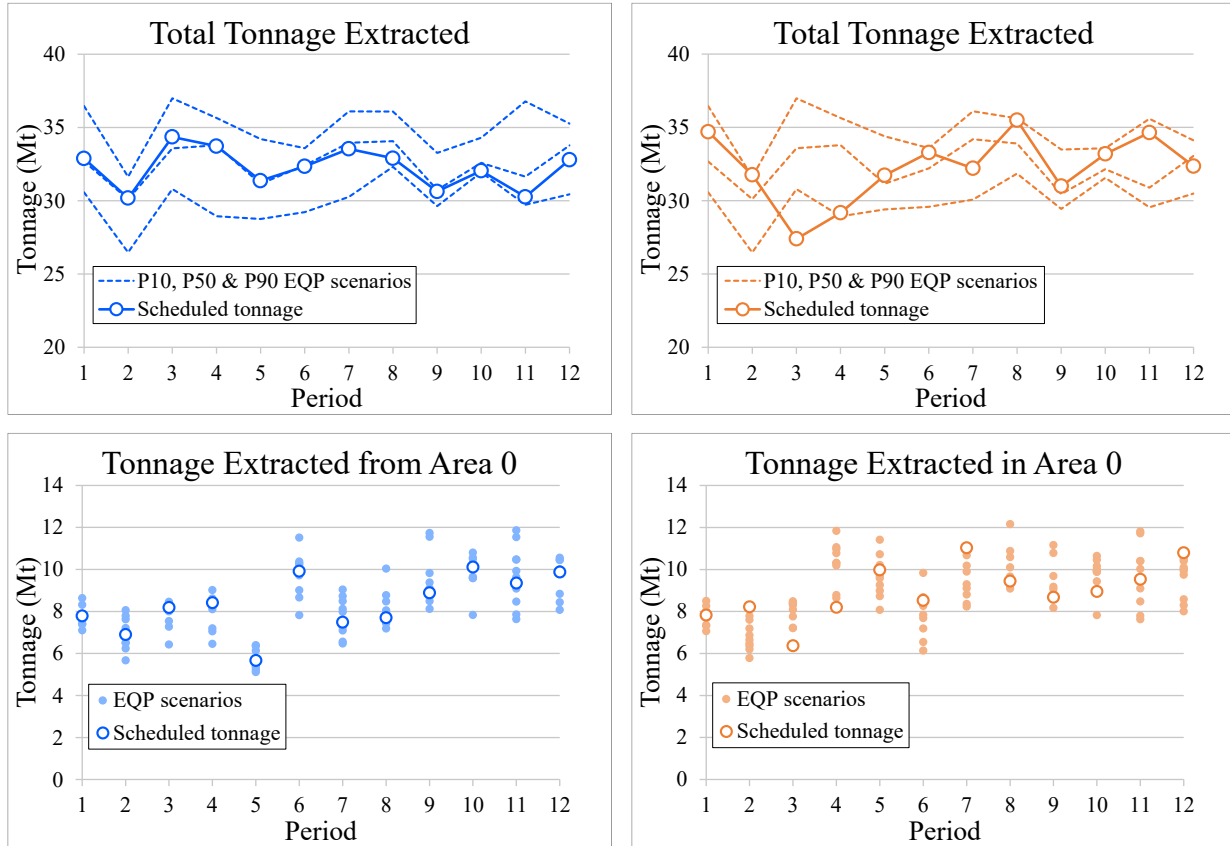 Total Tonnage Extracted
Tonnage (Mt)
40
35
30
25
20
P10, P50 & P90 EQP scenarios
Scheduled tonnage
1 2 3 4 5 6 7 8 9 10 11 12
Period
Total Tonnage Extracted
Tonnage (Mt)
40
35
30
25
20
P10, P50 & P90 EQP scenarios
Scheduled tonnage
1 2 3 4 5 6 7 8 9 10 11 12
Period
Tonnage Extracted from Area 0
Tonnage (Mt)
14
12
10
8
6
4
2
0
EQP scenarios
Scheduled tonnage
1 2 3 4 5 6 7 8 9 10 11 12
Period
Tonnage Extracted in Area 0
Tonnage (Mt)
14
12
10
8
6
4
2
0
EQP scenarios
Scheduled tonnage
1 2 3 4 5 6 7 8 9 10 11 12
Period